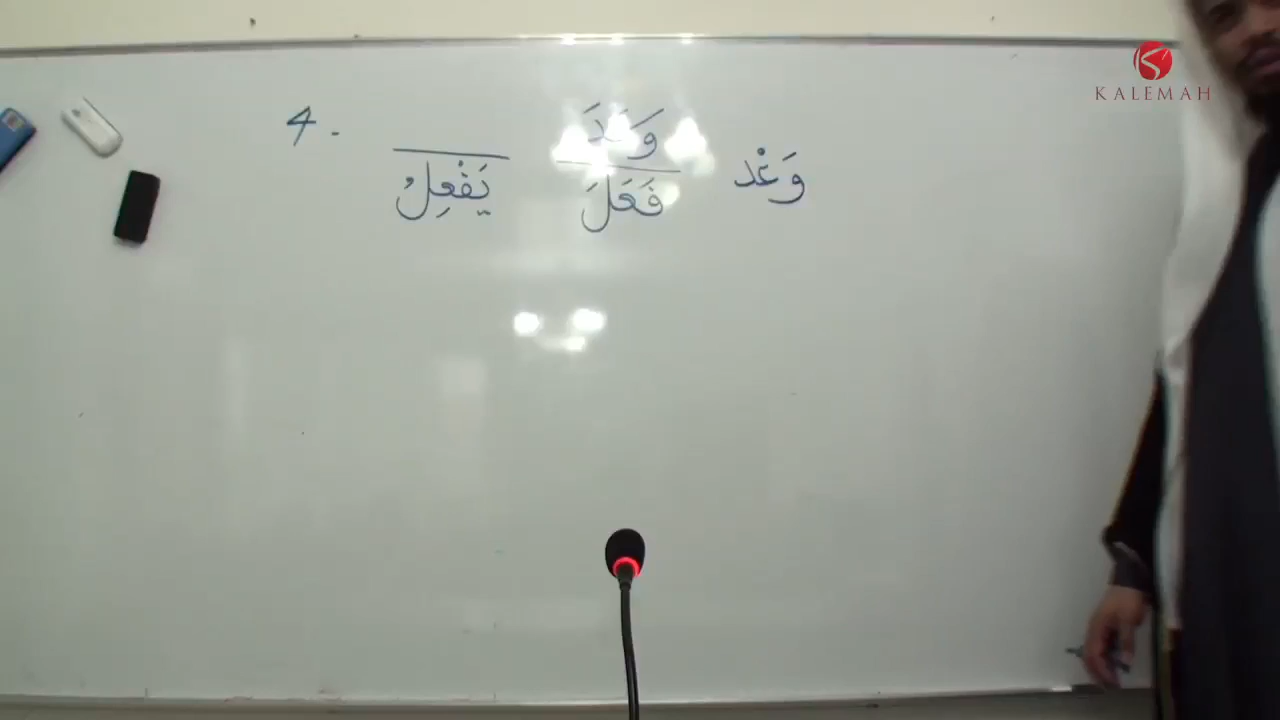 KALEMAH
وَعْد وَعَدَ 4.
فَعَلَ يَفْعِلُ